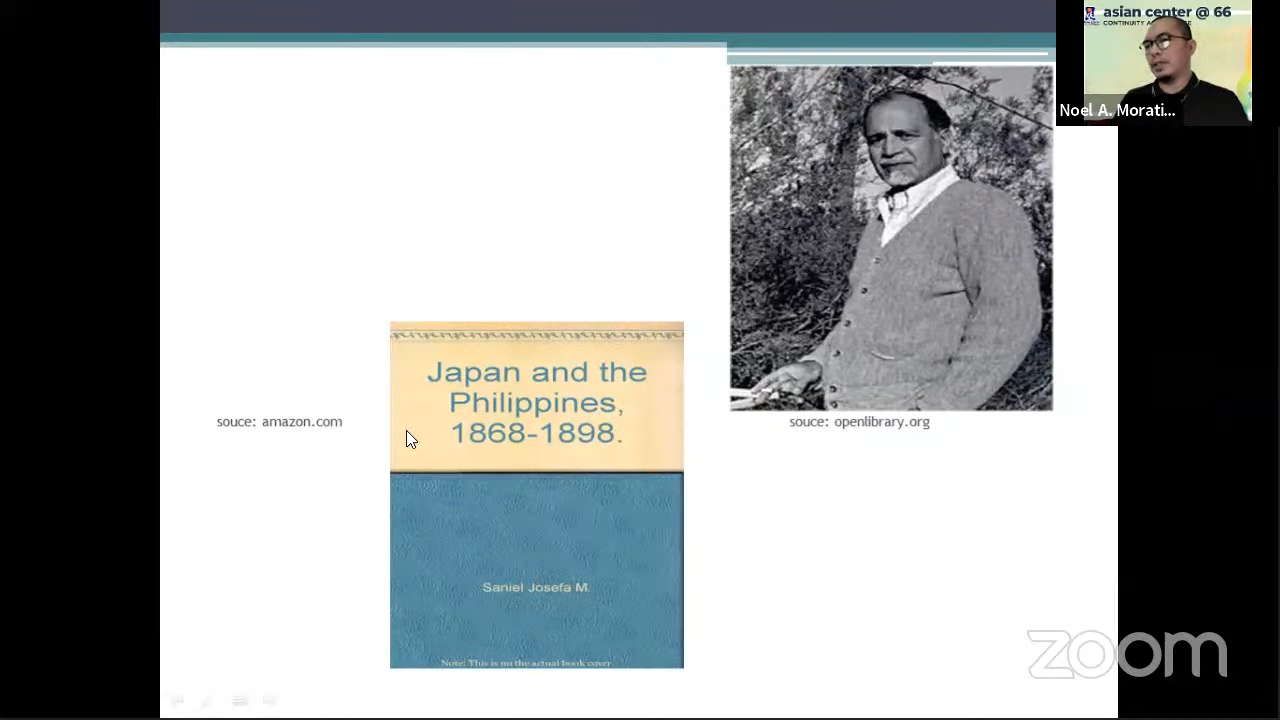 asian center @ 66
Noel A. Morati...
Japan and the
Philippines,
1868-1898.
souce: amazon.com
souce: openlibrary.org
Saniel Josefa M.
Note: This is no the actual book cover
zoom